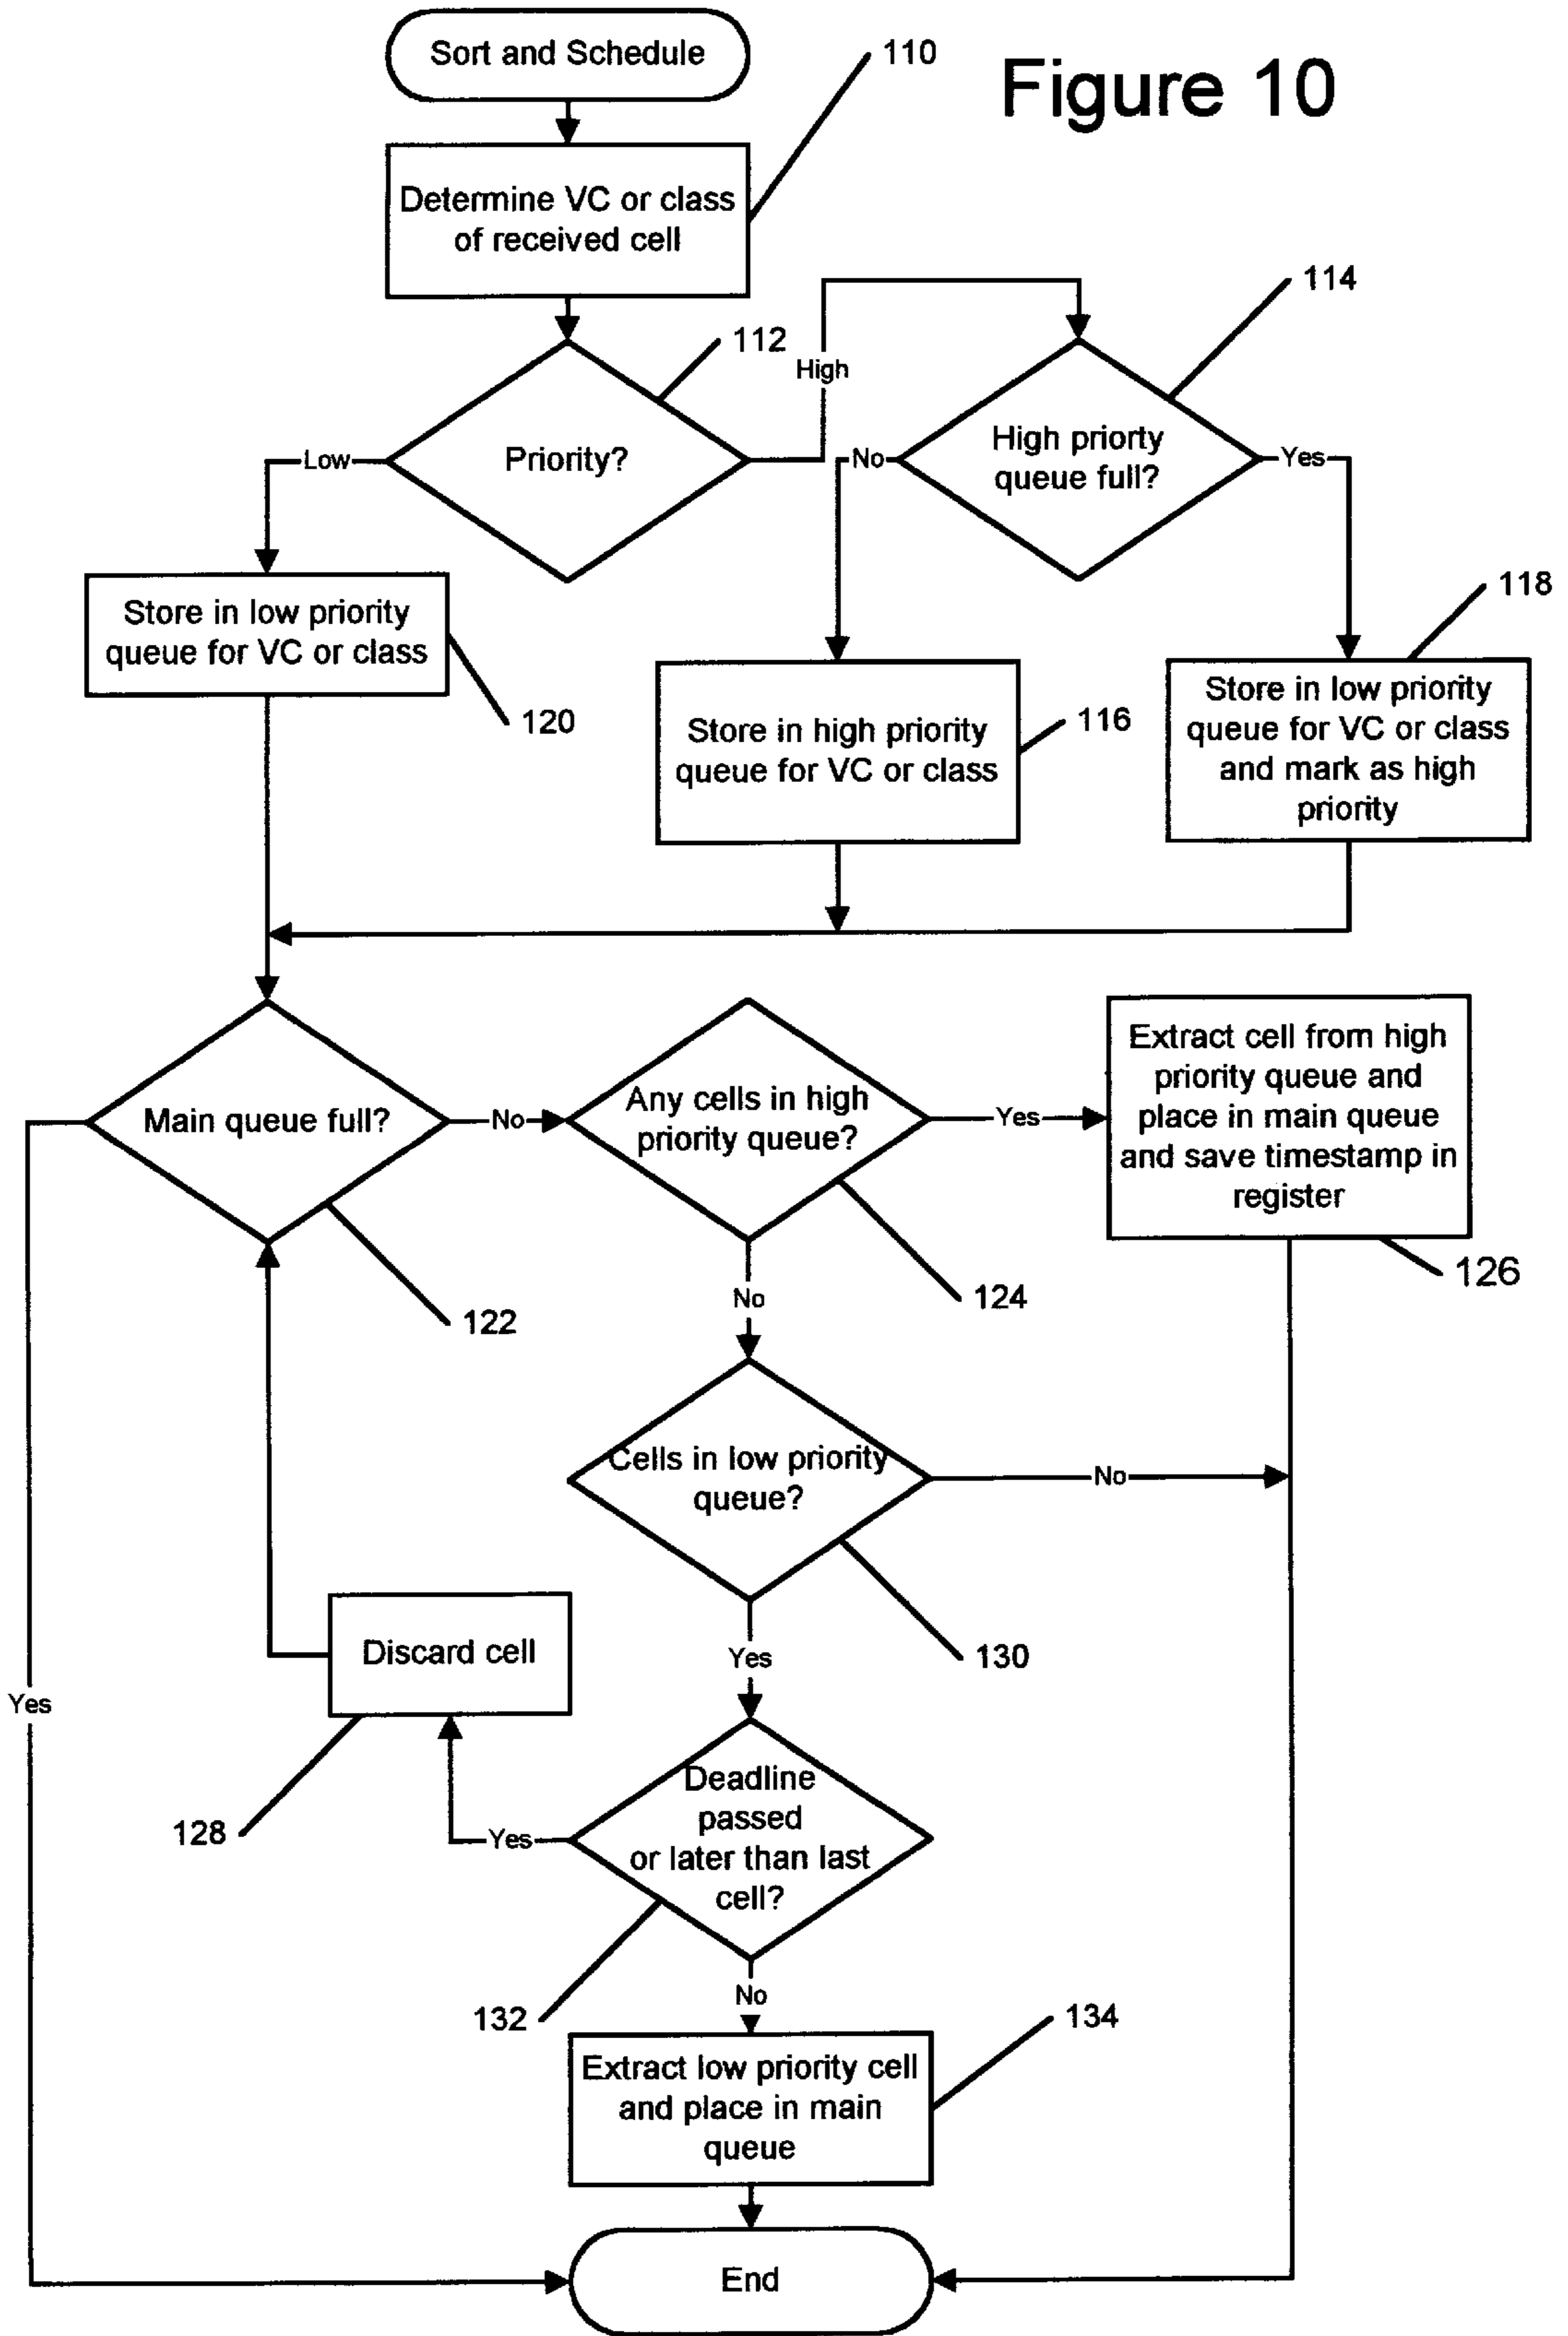 Sort and Schedule
110
Figure 10
Determine VC or class
of received cell
112
High
114
Priority?
Low
No
High priorty
queue full?
Yes
Store in low priority
queue for VC or class
120
Store in high priority
queue for VC or class
116
118
Store in low priority
queue for VC or class
and mark as high
priority
Main queue full?
No
Any cells in high
priority queue?
Yes
Extract cell from high
priority queue and
place in main queue
and save timestamp in
register
122
124
126
No
Cells in low priority
queue?
No
130
Yes
Discard cell
128
Yes
Deadline
passed
or later than last
cell?
Yes
132
No
134
Extract low priority cell
and place in main
queue
End